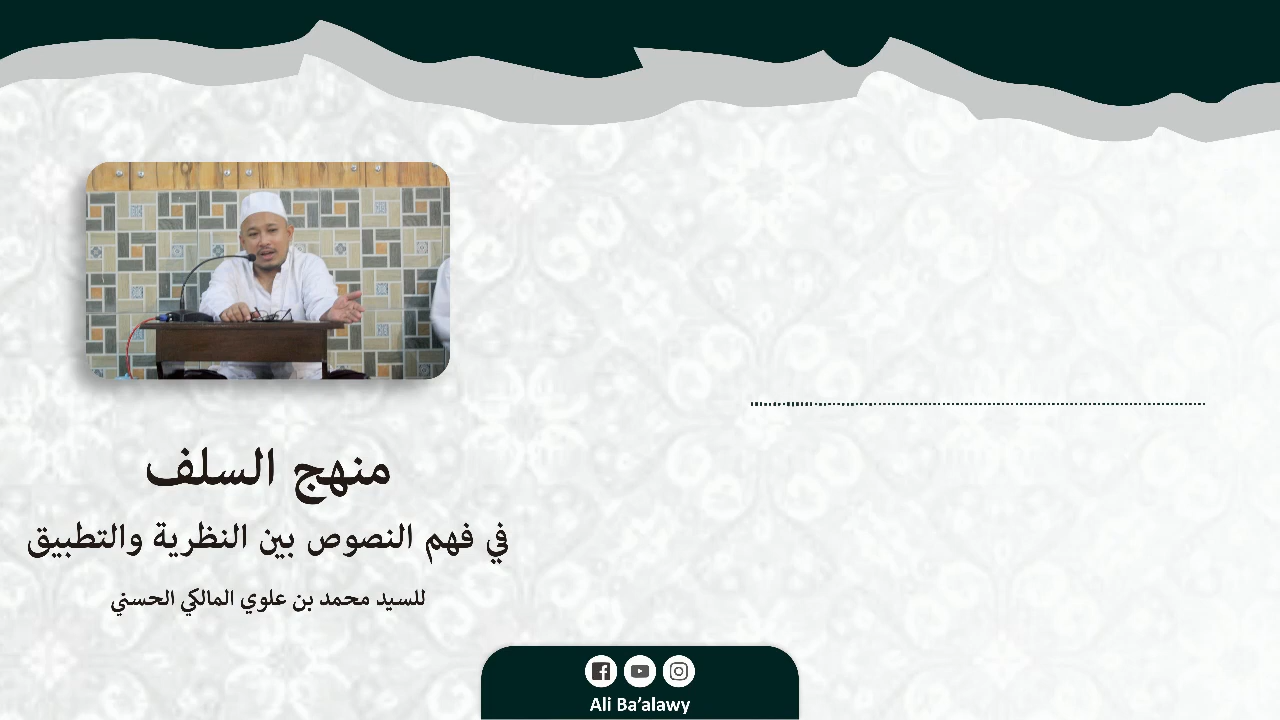 منهج السلف
في فهم النصوص بين النظرية والتطبيق
للسيد محمد بن علوي المالكي الحسني
Ali Ba'alawy